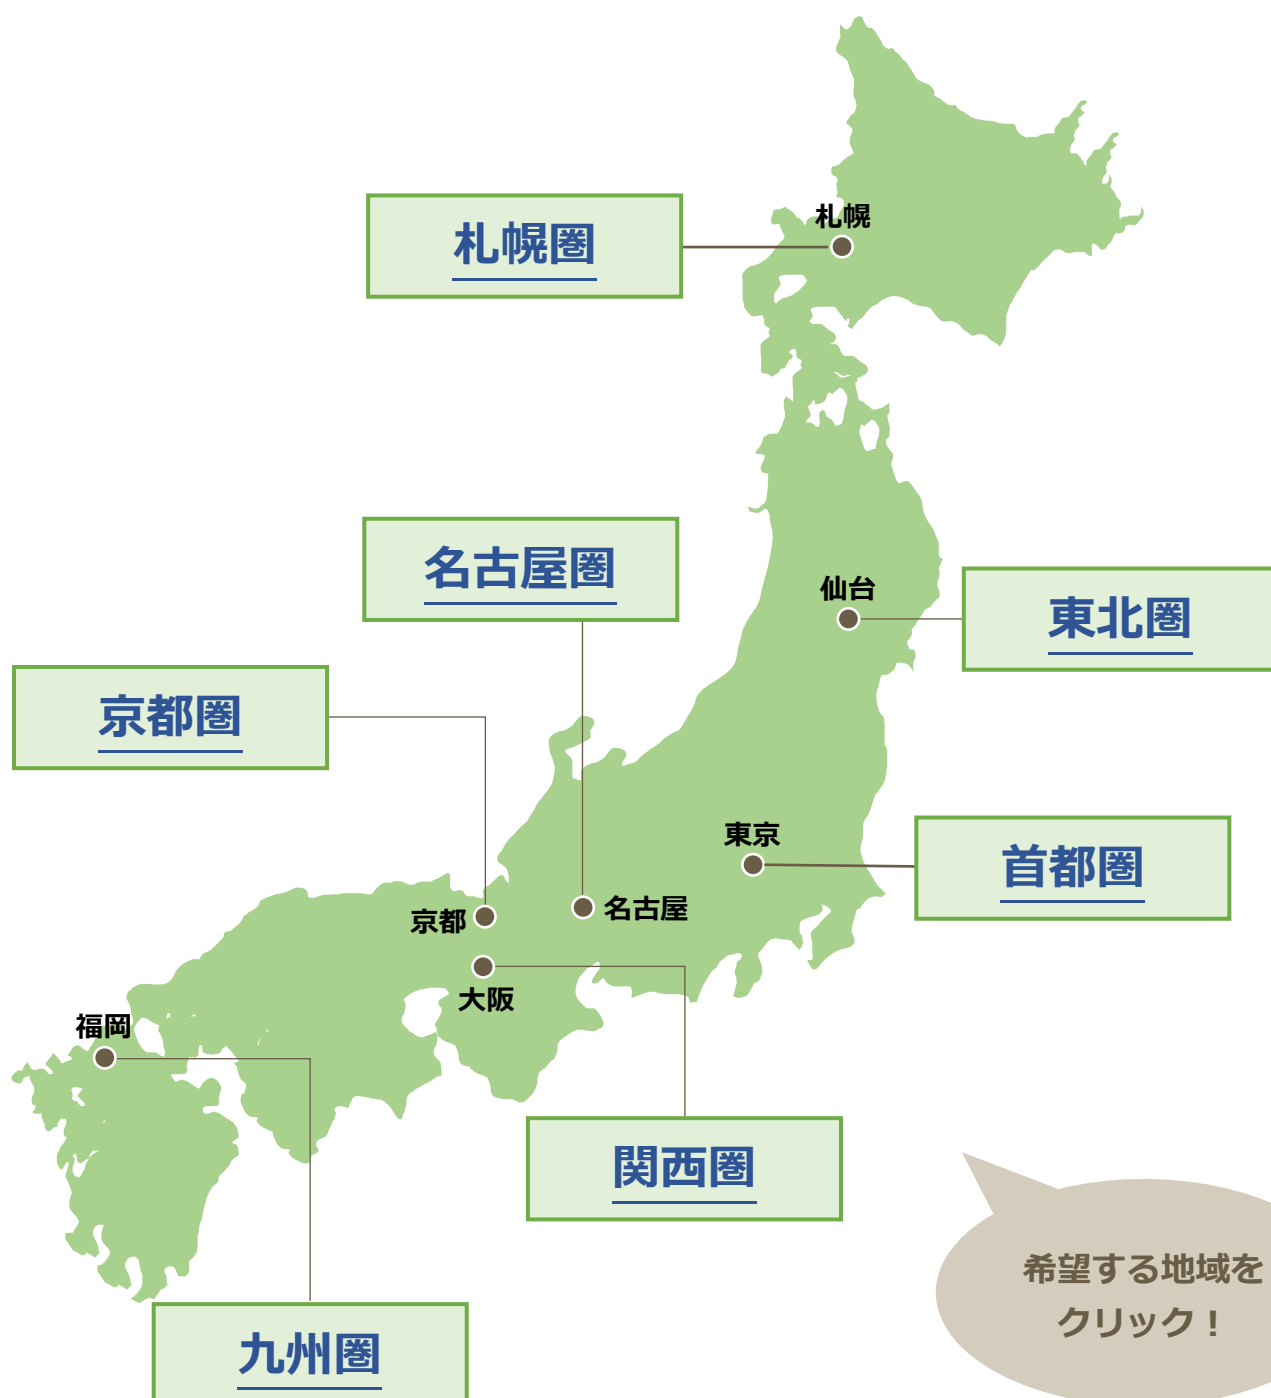 札幌
札幌圏
名古屋圏
仙台
東北圏
京都圏
東京
首都圏
京都
名古屋
大阪
福岡
関西圏
希望する地域を
クリック！
九州圏